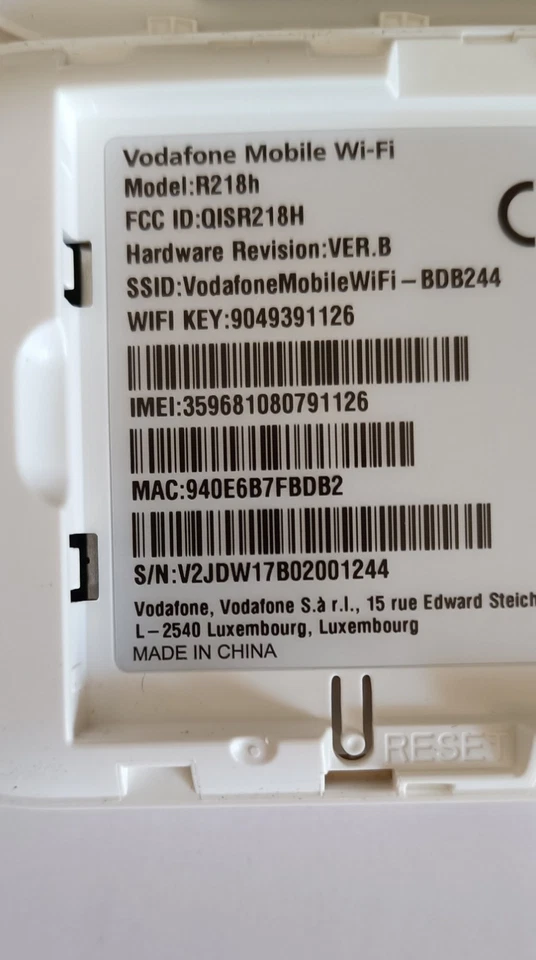 Vodafone Mobile Wi-Fi
Model:R218h
FCC ID:QISR218H
Hardware Revision:VER.B
SSID:VodafoneMobileWiFi-BDB244
WIFI KEY:9049391126
IMEI:359681080791126
MAC:940E6B7FBDB2
S/N:V2JDW17B02001244
Vodafone, Vodafone S.à r.l., 15 rue Edward Steich
L-2540 Luxembourg, Luxembourg
MADE IN CHINA
RESET